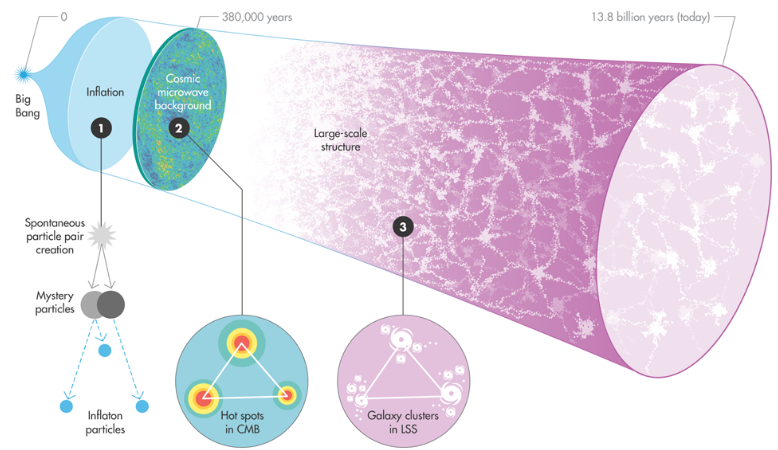 0
380,000 years
13.8 billion years (today)
Big
Bang
Inflation
Cosmic
microwave
background
1
2
Large-scale
structure
3
Spontaneous
particle pair
creation
Mystery
particles
Inflaton
particles
Hot spots
in CMB
Galaxy clusters
in LSS